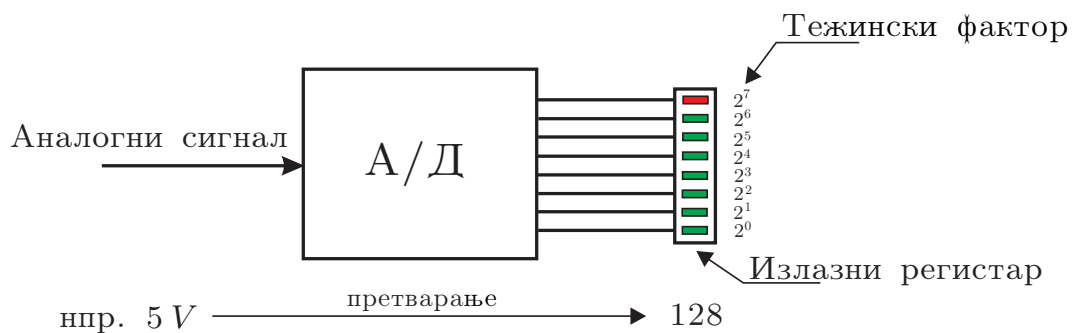 Тежински фактор
Аналогни сигнал
А/Д
2⁷
2⁶
2⁵
2⁴
2³
2²
2¹
2⁰
Излазни регистар
нпр. 5 V
претварање
128